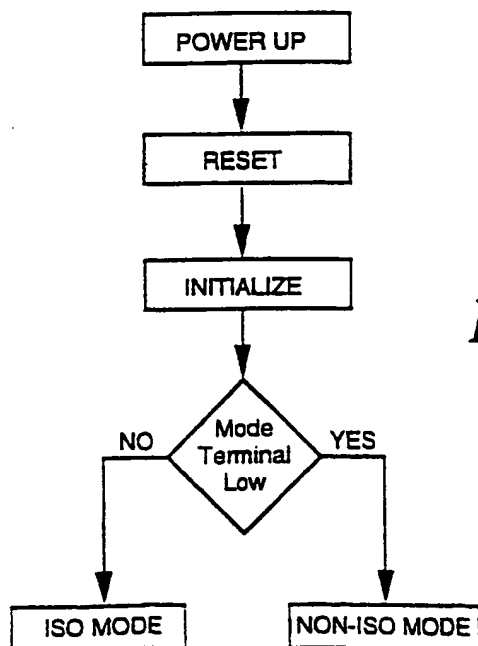 POWER UP
RESET
INITIALIZE
NO
Mode
Terminal
Low
YES
ISO MODE
NON-ISO MODE